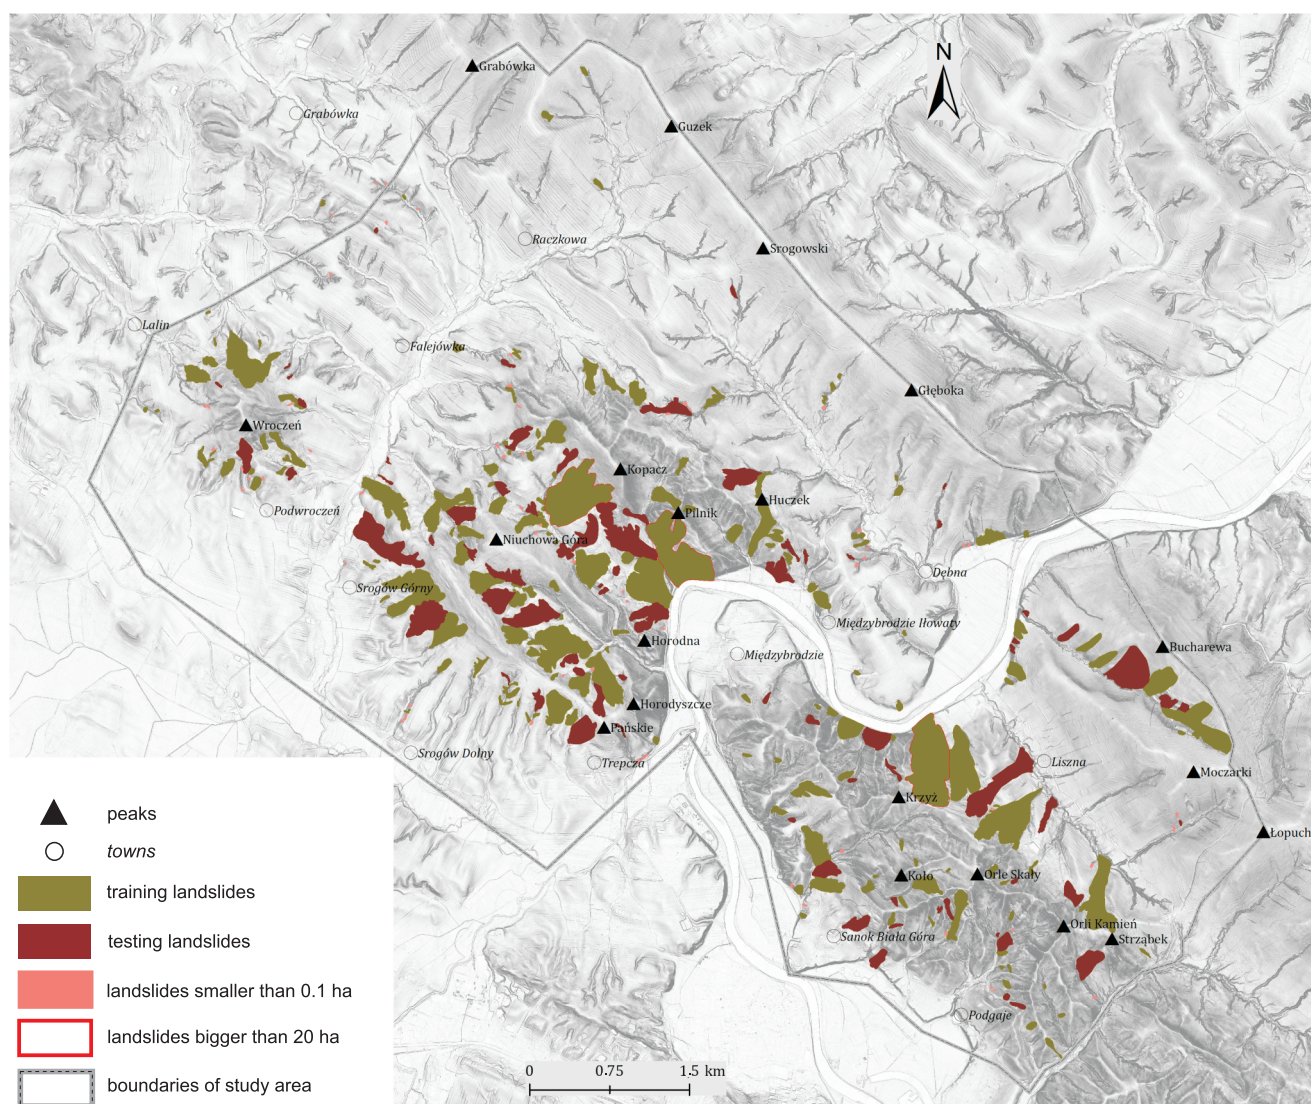 N
Grabówka
Grabówka
Guzek
Raczkowa
Srogowski
Lalin
Falejówka
Głęboka
Wroczeń
Kopacz
Huczek
Podwroczeń
Pilnik
Niuchowa Góra
Dębna
Srogów Górny
Międzybrodzie Iłowaty
Horodna
Międzybrodzie
Bucharewa
Horodyszcze
Pańskie
Srogów Dolny
Trepcza
Liszna
Moczarki
Krzyż
Łopuch
Koło
Orle Skały
Orli Kamień
Sanok Biała Góra
Strząbek
Podgaje
peaks
towns
training landslides
testing landslides
landslides smaller than 0.1 ha
landslides bigger than 20 ha
boundaries of study area
0 0.75 1.5 km